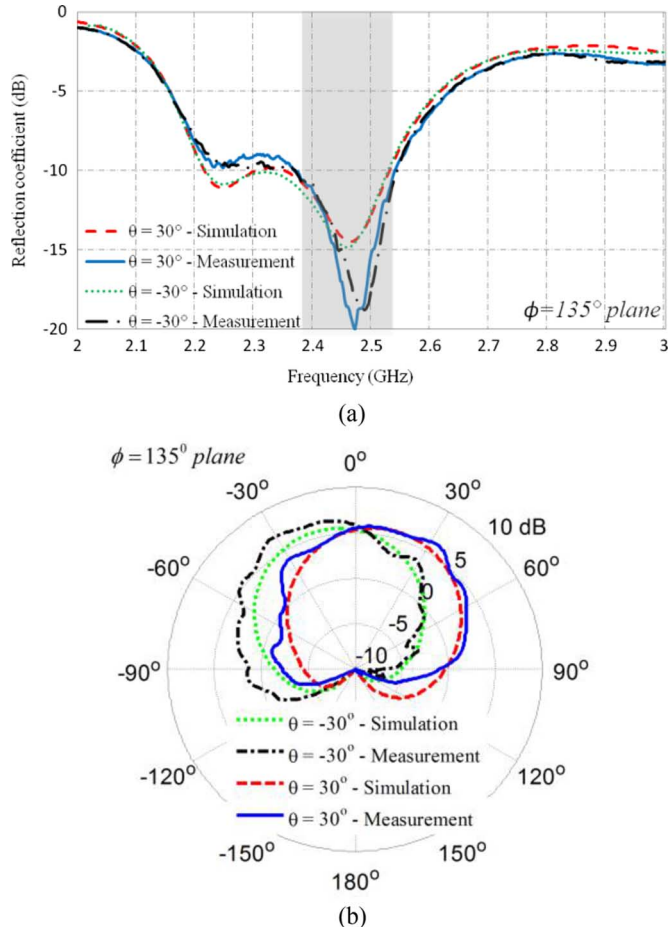 0
-5
-10
-15
-20
Reflection coefficient (dB)
θ = 30° - Simulation
θ = 30° - Measurement
θ = -30° - Simulation
θ = -30° - Measurement
ϕ=135° plane
2 2.1 2.2 2.3 2.4 2.5 2.6 2.7 2.8 2.9 3
Frequency (GHz)
(a)
ϕ = 135⁰ plane
0°
-30° 30°
10 dB
-60° 5 60°
0
-5
-90° -10 90°
θ = -30° - Simulation
θ = -30° - Measurement
-120° 120°
θ = 30° - Simulation
θ = 30° - Measurement
-150° 150°
180°
(b)